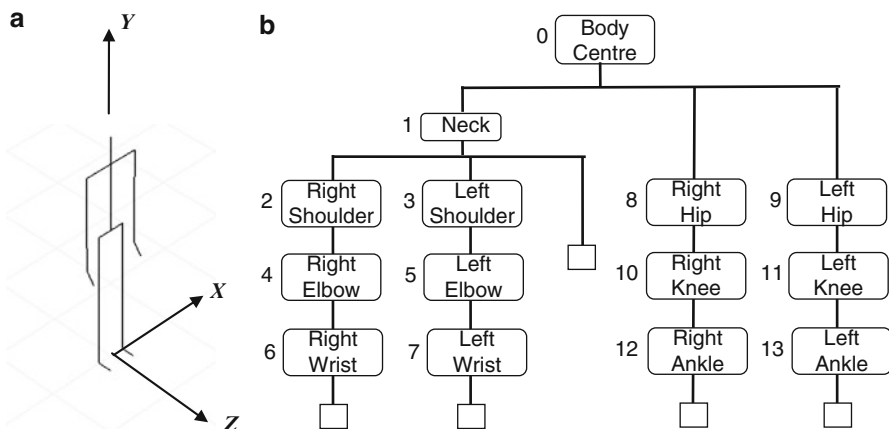 a
Y
X
Z
b
0
Body
Centre
1
Neck
2
Right
Shoulder
3
Left
Shoulder
8
Right
Hip
9
Left
Hip
4
Right
Elbow
5
Left
Elbow
10
Right
Knee
11
Left
Knee
6
Right
Wrist
7
Left
Wrist
12
Right
Ankle
13
Left
Ankle